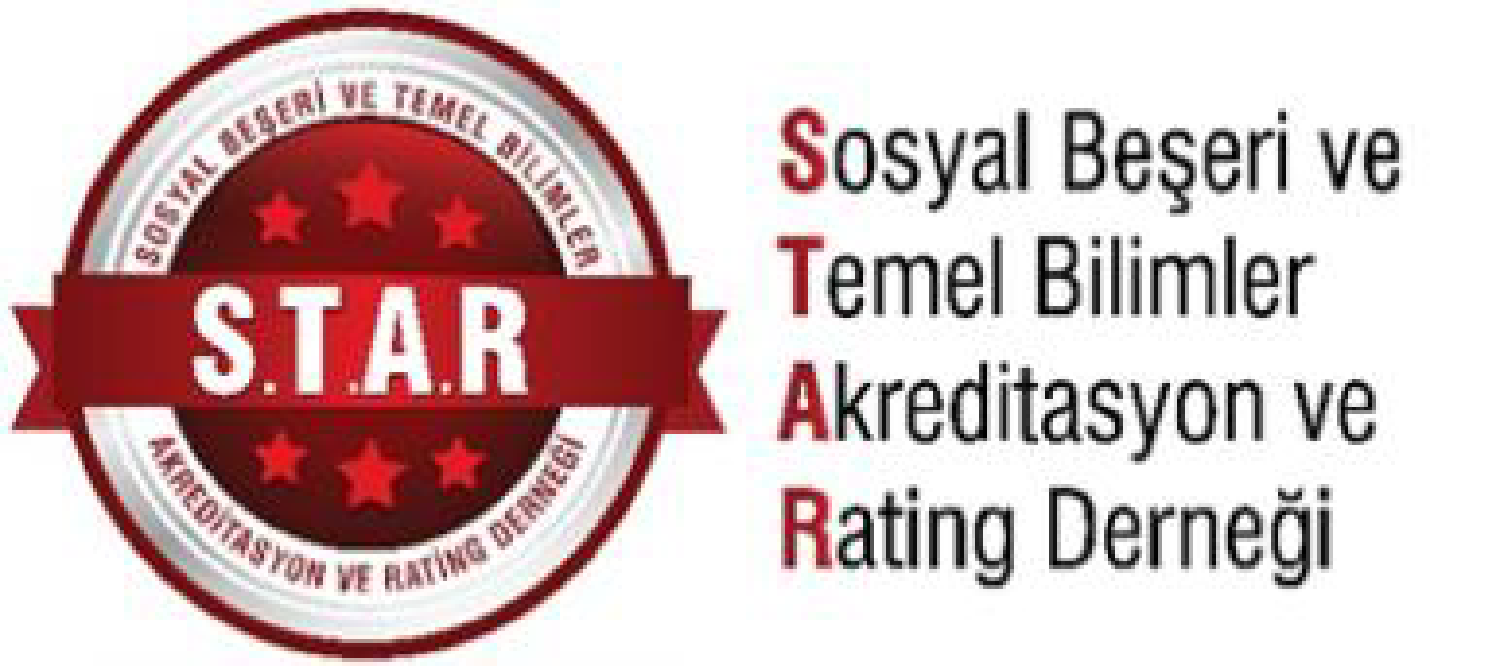 SOSYAL BEŞERİ VE TEMEL BİLİMLER
S.T.A.R
AKREDİTASYON VE RATİNG DERNEĞİ
Sosyal Beşeri ve
Temel Bilimler
Akreditasyon ve
Rating Derneği